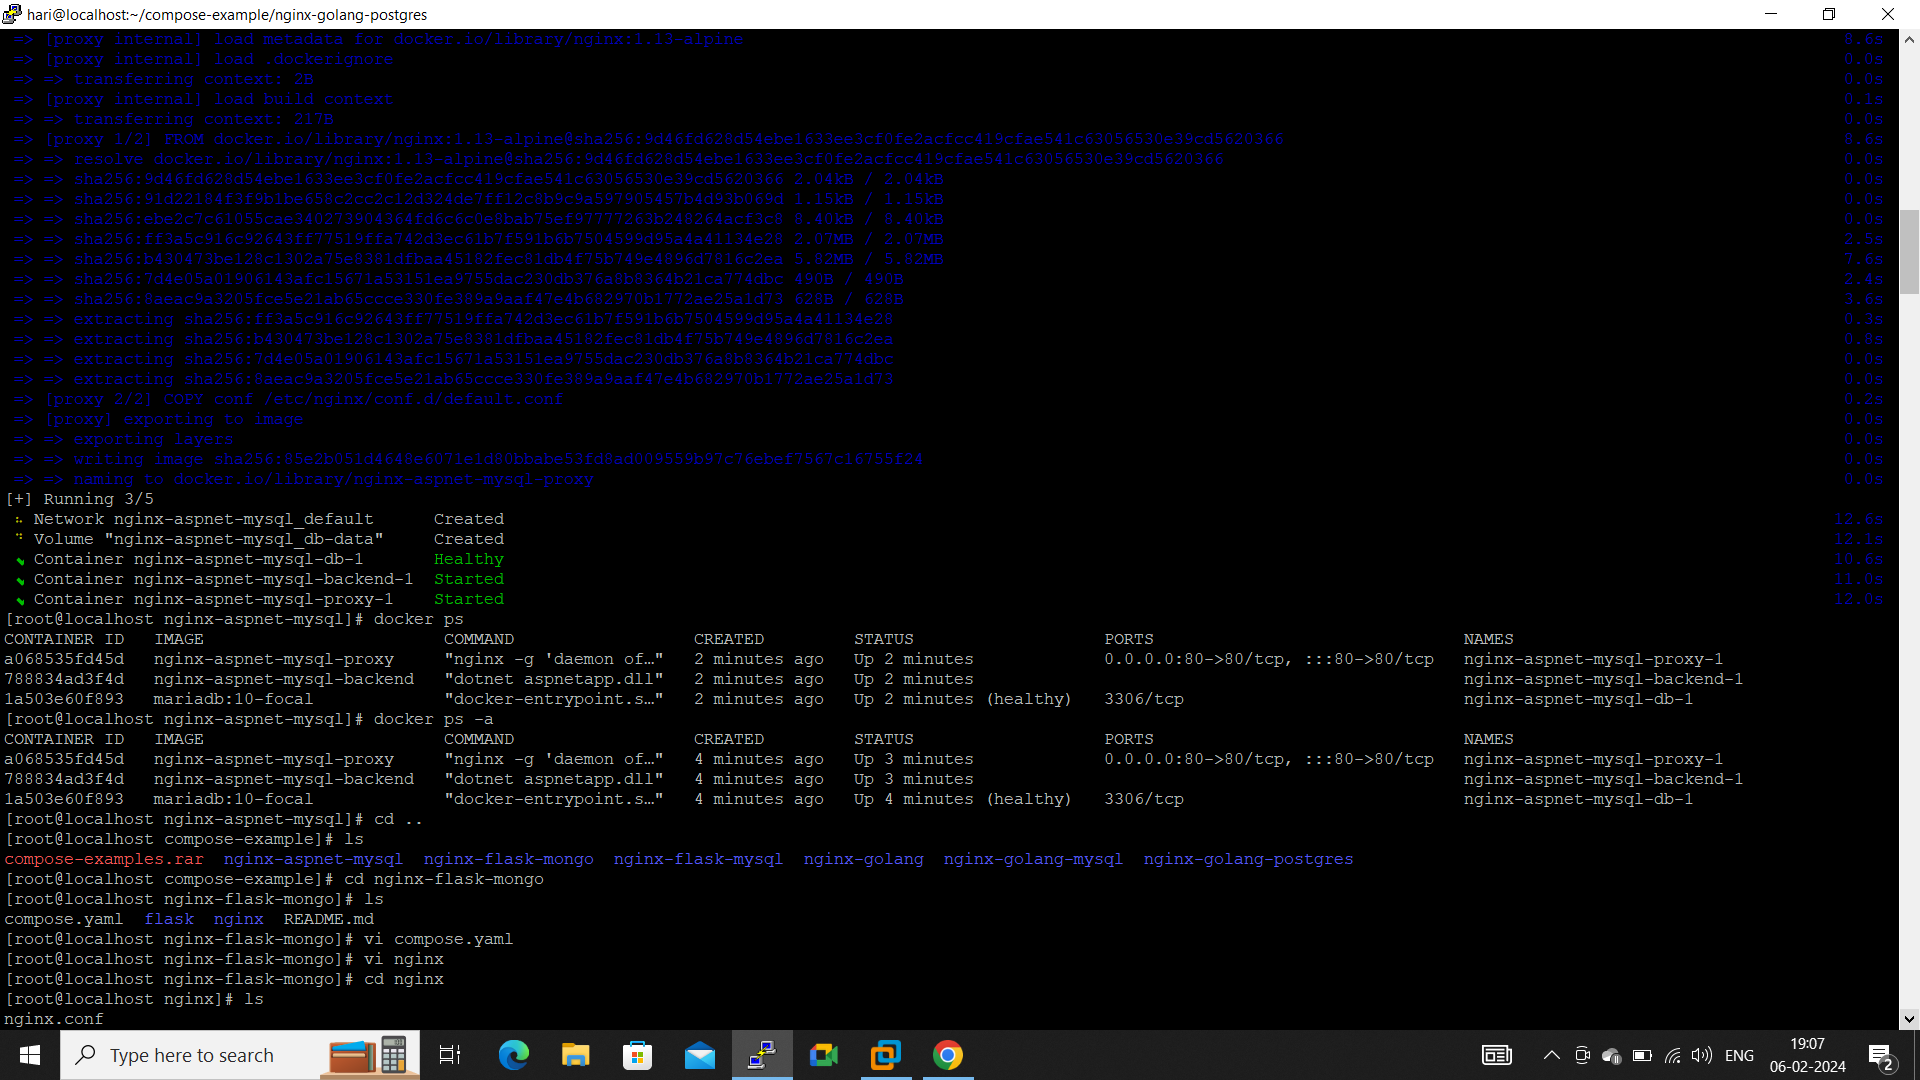 hari@localhost:~/compose-example/nginx-golang-postgres
=> [proxy internal] load metadata for docker.io/library/nginx:1.13-alpine 8.6s
=> [proxy internal] load .dockerignore 0.0s
=> => transferring context: 2B 0.0s
=> [proxy internal] load build context 0.1s
=> => transferring context: 217B 0.0s
=> [proxy 1/2] FROM docker.io/library/nginx:1.13-alpine@sha256:9d46fd628d54ebe1633ee3cf0fe2acfcc419cfae541c63056530e39cd5620366 8.6s
=> => resolve docker.io/library/nginx:1.13-alpine@sha256:9d46fd628d54ebe1633ee3cf0fe2acfcc419cfae541c63056530e39cd5620366 0.0s
=> => sha256:9d46fd628d54ebe1633ee3cf0fe2acfcc419cfae541c63056530e39cd5620366 2.04kB / 2.04kB 0.0s
=> => sha256:91d22184f3f9b1be658c2cc2c12d324de7ff12c8b9c9a597905457b4d93b069d 1.15kB / 1.15kB 0.0s
=> => sha256:ebe2c7c61055cae340273904364fd6c6c0e8bab75ef97777263b248264acf3c8 8.40kB / 8.40kB 0.0s
=> => sha256:ff3a5c916c92643ff77519ffa742d3ec61b7f591b6b7504599d95a4a41134e28 2.07MB / 2.07MB 2.5s
=> => sha256:b430473be128c1302a75e8381dfbaa45182fec81db4f75b749e4896d7816c2ea 5.82MB / 5.82MB 7.6s
=> => sha256:7d4e05a01906143afc15671a53151ea9755dac230db376a8b8364b21ca774dbc 490B / 490B 2.4s
=> => sha256:8aeac9a3205fce5e21ab65ccce330fe389a9aaf47e4b682970b1772ae25a1d73 628B / 628B 3.6s
=> => extracting sha256:ff3a5c916c92643ff77519ffa742d3ec61b7f591b6b7504599d95a4a41134e28 0.3s
=> => extracting sha256:b430473be128c1302a75e8381dfbaa45182fec81db4f75b749e4896d7816c2ea 0.8s
=> => extracting sha256:7d4e05a01906143afc15671a53151ea9755dac230db376a8b8364b21ca774dbc 0.0s
=> => extracting sha256:8aeac9a3205fce5e21ab65ccce330fe389a9aaf47e4b682970b1772ae25a1d73 0.0s
=> [proxy 2/2] COPY conf /etc/nginx/conf.d/default.conf 0.2s
=> [proxy] exporting to image 0.0s
=> => exporting layers 0.0s
=> => writing image sha256:85e2b051d4648e6071e1d80bbabe53fd8ad009559b97c76ebef7567c16755f24 0.0s
=> => naming to docker.io/library/nginx-aspnet-mysql-proxy 0.0s
[+] Running 3/5
Network nginx-aspnet-mysql_default Created 12.6s
Volume "nginx-aspnet-mysql_db-data" Created 12.1s
Container nginx-aspnet-mysql-db-1 Healthy 10.6s
Container nginx-aspnet-mysql-backend-1 Started 11.0s
Container nginx-aspnet-mysql-proxy-1 Started 12.0s
[root@localhost nginx-aspnet-mysql]# docker ps
CONTAINER ID IMAGE COMMAND CREATED STATUS PORTS NAMES
a068535fd45d nginx-aspnet-mysql-proxy "nginx -g 'daemon of…" 2 minutes ago Up 2 minutes 0.0.0.0:80->80/tcp, :::80->80/tcp nginx-aspnet-mysql-proxy-1
788834ad3f4d nginx-aspnet-mysql-backend "dotnet aspnetapp.dll" 2 minutes ago Up 2 minutes nginx-aspnet-mysql-backend-1
1a503e60f893 mariadb:10-focal "docker-entrypoint.s…" 2 minutes ago Up 2 minutes (healthy) 3306/tcp nginx-aspnet-mysql-db-1
[root@localhost nginx-aspnet-mysql]# docker ps -a
CONTAINER ID IMAGE COMMAND CREATED STATUS PORTS NAMES
a068535fd45d nginx-aspnet-mysql-proxy "nginx -g 'daemon of…" 4 minutes ago Up 3 minutes 0.0.0.0:80->80/tcp, :::80->80/tcp nginx-aspnet-mysql-proxy-1
788834ad3f4d nginx-aspnet-mysql-backend "dotnet aspnetapp.dll" 4 minutes ago Up 3 minutes nginx-aspnet-mysql-backend-1
1a503e60f893 mariadb:10-focal "docker-entrypoint.s…" 4 minutes ago Up 4 minutes (healthy) 3306/tcp nginx-aspnet-mysql-db-1
[root@localhost nginx-aspnet-mysql]# cd ..
[root@localhost compose-example]# ls
compose-examples.rar nginx-aspnet-mysql nginx-flask-mongo nginx-flask-mysql nginx-golang nginx-golang-mysql nginx-golang-postgres
[root@localhost compose-example]# cd nginx-flask-mongo
[root@localhost nginx-flask-mongo]# ls
compose.yaml flask nginx README.md
[root@localhost nginx-flask-mongo]# vi compose.yaml
[root@localhost nginx-flask-mongo]# vi nginx
[root@localhost nginx-flask-mongo]# cd nginx
[root@localhost nginx]# ls
nginx.conf
Type here to search
ENG
19:07
06-02-2024
2